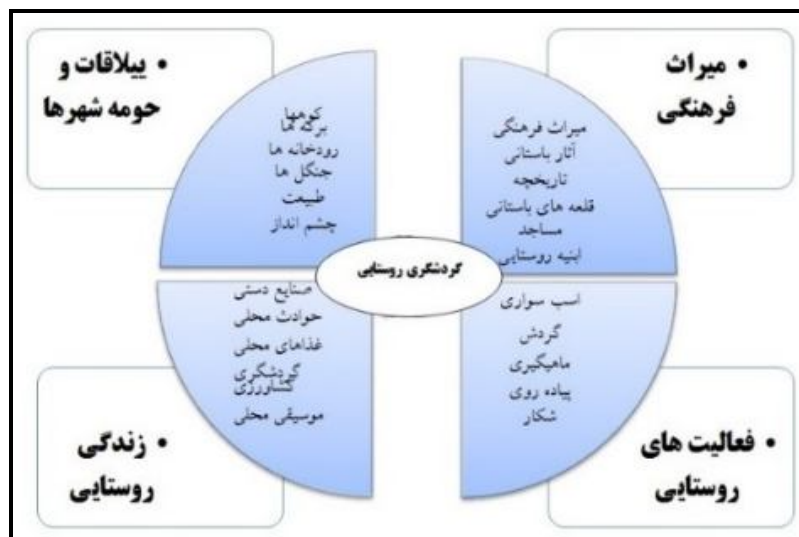 • میراث
فرهنگی
میراث فرهنگی
آثار باستانی
تاریخچه
قلعه های باستانی
مساجد
ابنیه روستایی
• ییلاقات و
حومه شهرها
کوهها
برکه ها
رودخانه ها
جنگل ها
طبیعت
چشم انداز
گردشگری روستایی
اسب سواری
گردش
ماهیگیری
پیاده روی
شکار
• فعالیت های
روستایی
صنایع دستی
حوادث محلی
غذاهای محلی
گردشگری
کشاورزی
موسیقی محلی
• زندگی
روستایی